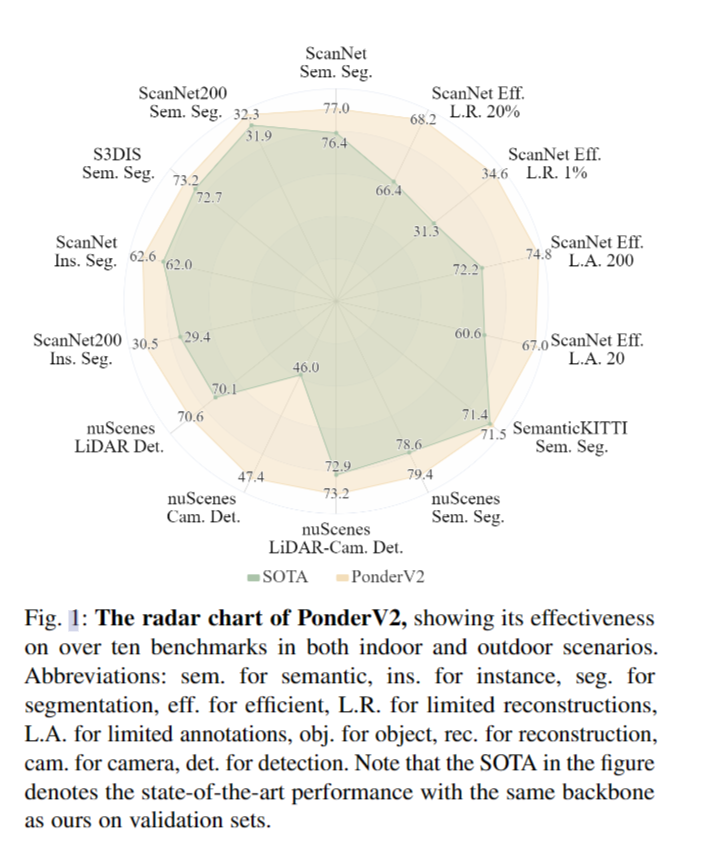 ScanNet
Sem. Seg.
ScanNet200
Sem. Seg.
32.3
77.0
ScanNet Eff.
L.R. 20%
68.2
31.9
76.4
S3DIS
Sem. Seg.
73.2
72.7
66.4
34.6
ScanNet Eff.
L.R. 1%
31.3
ScanNet
Ins. Seg.
62.6
62.0
72.2
74.8
ScanNet Eff.
L.A. 200
ScanNet200
Ins. Seg.
30.5
29.4
60.6
67.0
ScanNet Eff.
L.A. 20
46.0
70.1
70.6
71.4
71.5
SemanticKITTI
Sem. Seg.
nuScenes
LiDAR Det.
78.6
72.9
47.4
79.4
73.2
nuScenes
Cam. Det.
nuScenes
Sem. Seg.
nuScenes
LiDAR-Cam. Det.
SOTA PonderV2
Fig. 1: The radar chart of PonderV2, showing its effectiveness
on over ten benchmarks in both indoor and outdoor scenarios.
Abbreviations: sem. for semantic, ins. for instance, seg. for
segmentation, eff. for efficient, L.R. for limited reconstructions,
L.A. for limited annotations, obj. for object, rec. for reconstruction,
cam. for camera, det. for detection. Note that the SOTA in the figure
denotes the state-of-the-art performance with the same backbone
as ours on validation sets.